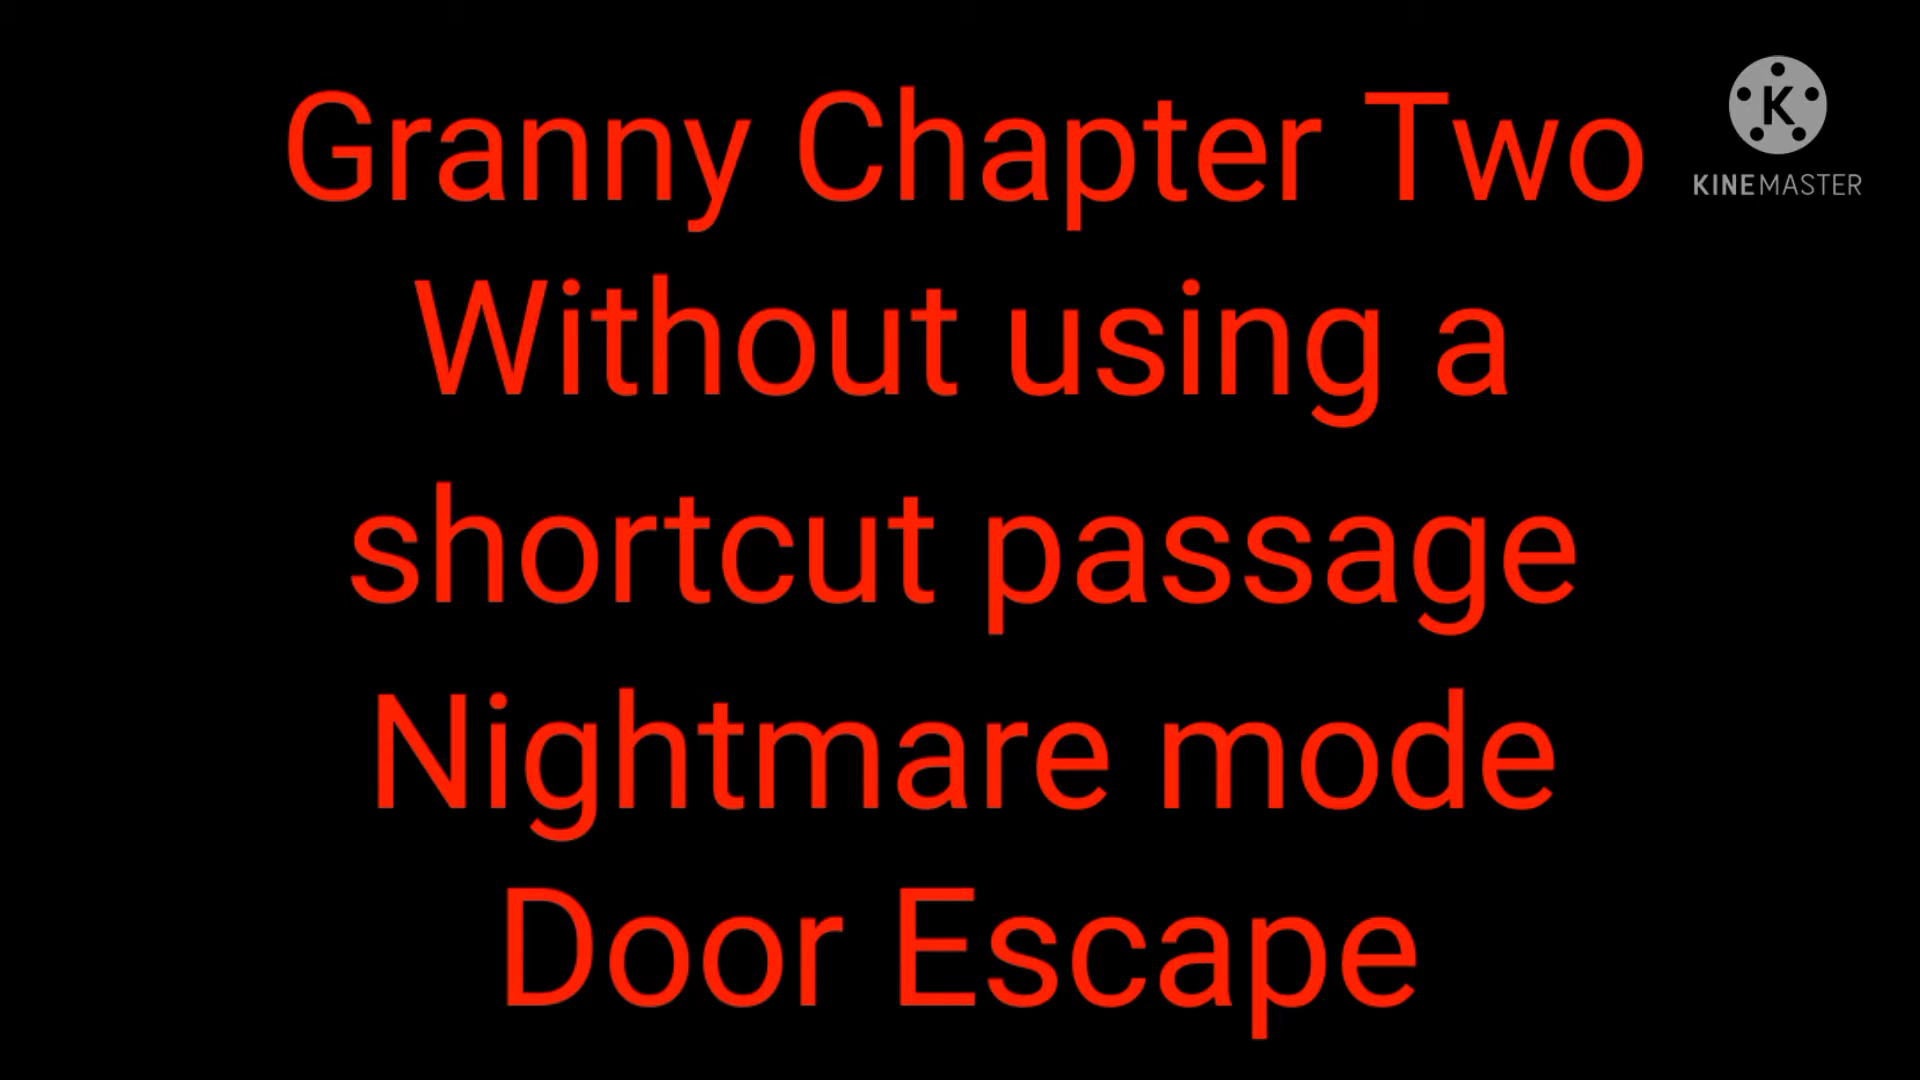 Granny Chapter Two
Without using a
shortcut passage
Nightmare mode
Door Escape
K
KINEMASTER